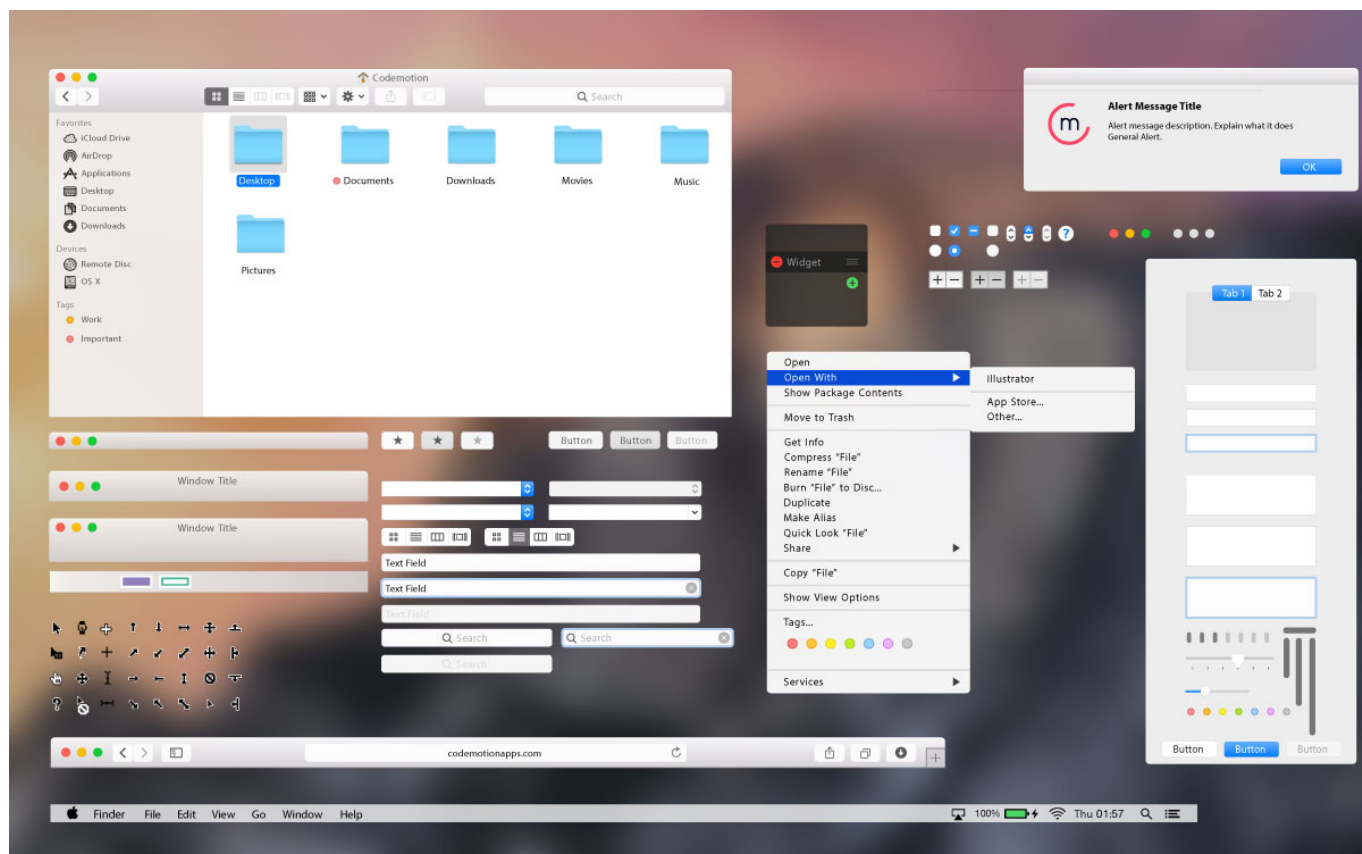 Codemotion
Search
Favorites
iCloud Drive
AirDrop
Applications
Desktop
Documents
Downloads
Devices
Remote Disc
OS X
Tags
Work
Important
Desktop
Documents
Downloads
Movies
Music
Pictures
m
Alert Message Title
Alert message description. Explain what it does
General Alert.
OK
Widget
?
Tab 1 Tab 2
Open
Open With
Show Package Contents
Move to Trash
Get Info
Compress "File"
Rename "File"
Burn "File" to Disc...
Duplicate
Make Alias
Quick Look "File"
Share
Copy "File"
Show View Options
Tags...
Services
Illustrator
App Store...
Other...
Button Button Button
Window Title
Window Title
Text Field
Text Field
Text Field
Search
Search
Search
?
codemotionapps.com
Button Button Button
Finder File Edit View Go Window Help
100% Thu 01:57